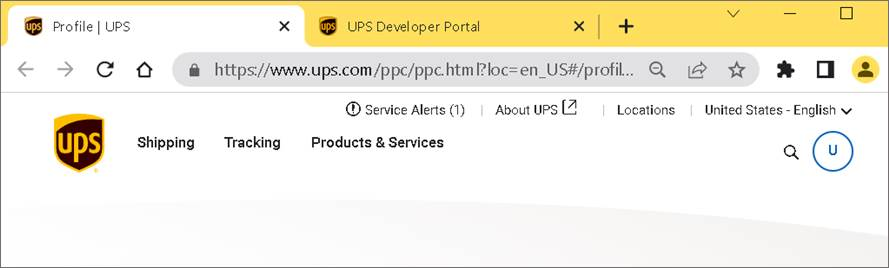 Profile | UPS
UPS Developer Portal
https://www.ups.com/ppc/ppc.html?loc=en_US#/profil...
Service Alerts (1) | About UPS | Locations | United States - English
ups
Shipping Tracking Products & Services
U